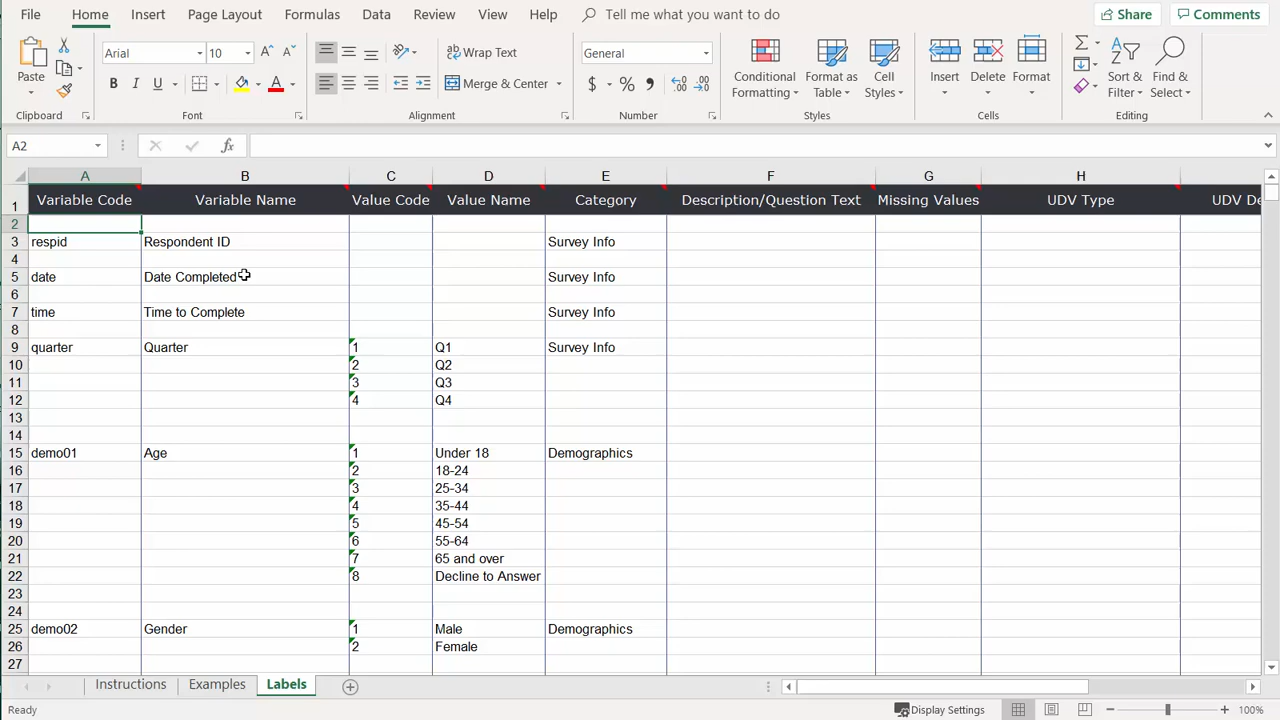 File Home Insert Page Layout Formulas Data Review View Help Tell me what you want to do Share Comments
Arial 10 A A Wrap Text General
Paste B I U A Merge & Center $ % Conditional Formatting Format as Table Cell Styles Insert Delete Format Sort & Filter Find & Select
Clipboard Font Alignment Number Styles Cells Editing
A2 fx
A B C D E F G H
1 Variable Code Variable Name Value Code Value Name Category Description/Question Text Missing Values UDV Type UDV De
2
3 respid Respondent ID Survey Info
4
5 date Date Completed Survey Info
6
7 time Time to Complete Survey Info
8
9 quarter Quarter 1 Q1 Survey Info
10 2 Q2
11 3 Q3
12 4 Q4
13
14
15 demo01 Age 1 Under 18 Demographics
16 2 18-24
17 3 25-34
18 4 35-44
19 5 45-54
20 6 55-64
21 7 65 and over
22 8 Decline to Answer
23
24
25 demo02 Gender 1 Male Demographics
26 2 Female
27
Instructions Examples Labels
Ready Display Settings 100%